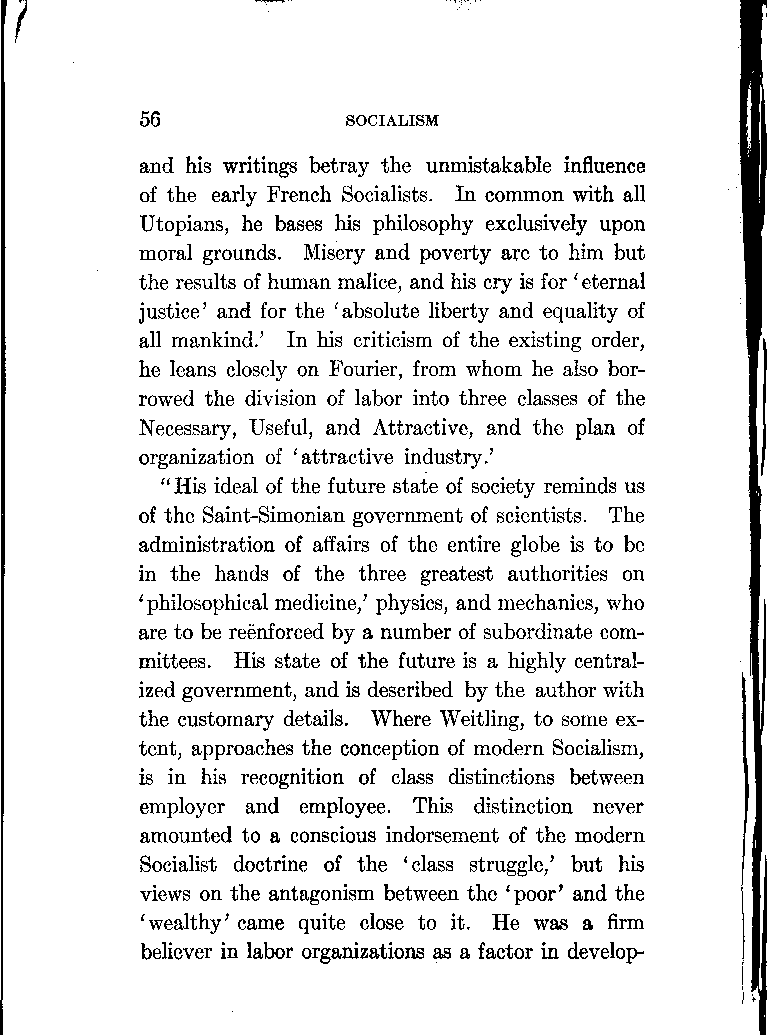 56 SOCIALISM
and his writings betray the unmistakable influence
of the early French Socialists. In common with all
Utopians, he bases his philosophy exclusively upon
moral grounds. Misery and poverty are to him but
the results of human malice, and his cry is for ‘eternal
justice’ and for the ‘absolute liberty and equality of
all mankind.’ In his criticism of the existing order,
he leans closely on Fourier, from whom he also bor-
rowed the division of labor into three classes of the
Necessary, Useful, and Attractive, and the plan of
organization of ‘attractive industry.’
“His ideal of the future state of society reminds us
of the Saint-Simonian government of scientists. The
administration of affairs of the entire globe is to be
in the hands of the three greatest authorities on
‘philosophical medicine,’ physics, and mechanics, who
are to be reënforced by a number of subordinate com-
mittees. His state of the future is a highly central-
ized government, and is described by the author with
the customary details. Where Weitling, to some ex-
tent, approaches the conception of modern Socialism,
is in his recognition of class distinctions between
employer and employee. This distinction never
amounted to a conscious indorsement of the modern
Socialist doctrine of the ‘class struggle,’ but his
views on the antagonism between the ‘poor’ and the
‘wealthy’ came quite close to it. He was a firm
believer in labor organizations as a factor in develop-